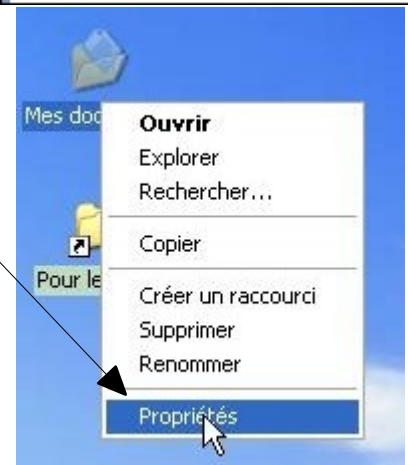 Mes doc
Ouvrir
Explorer
Rechercher...
Copier
Pour le
Créer un raccourci
Supprimer
Renommer
Propriétés